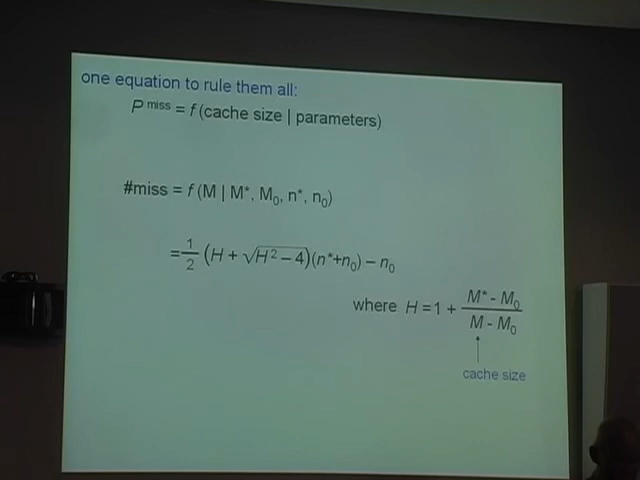 one equation to rule them all:
P miss = f (cache size | parameters)
#miss = f (M | M*, M₀, n*, n₀)
= 1/2 (H + √(H² – 4))(n*+n₀) – n₀
where H = 1 + (M* - M₀)/(M - M₀)
cache size